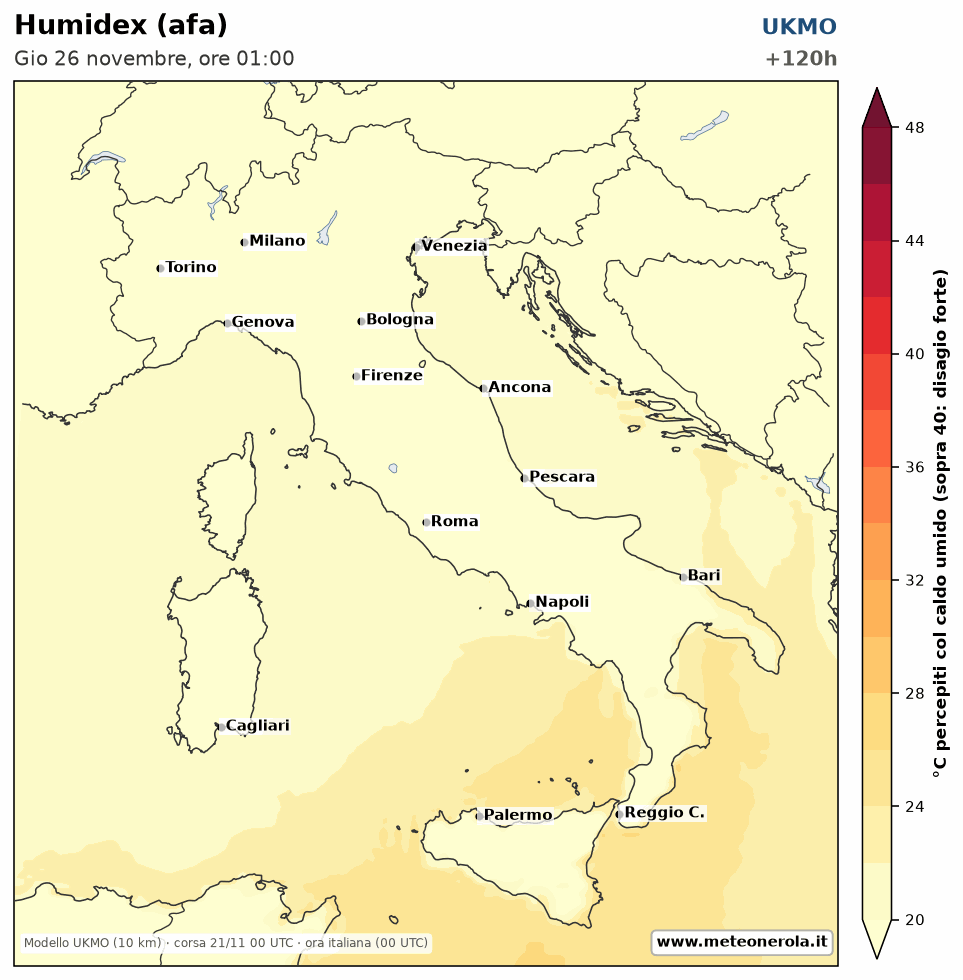 Humidex (afa)
UKMO
Gio 26 novembre, ore 01:00
+120h
Milano
Venezia
Torino
Genova
Bologna
Firenze
Ancona
Pescara
Roma
Bari
Napoli
Cagliari
Palermo
Reggio C.
48
44
40
36
32
28
24
20
°C percepiti col caldo umido (sopra 40: disagio forte)
Modello UKMO (10 km) · corsa 21/11 00 UTC · ora italiana (00 UTC)
www.meteonerola.it